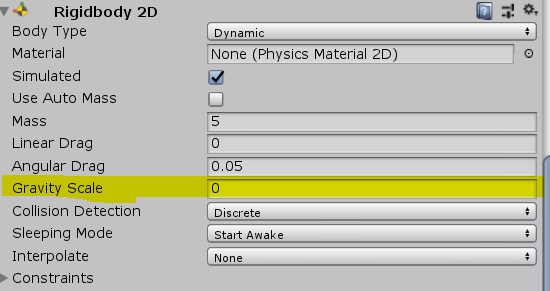 Rigidbody 2D
Body Type Dynamic
Material None (Physics Material 2D)
Simulated
Use Auto Mass
Mass 5
Linear Drag 0
Angular Drag 0.05
Gravity Scale 0
Collision Detection Discrete
Sleeping Mode Start Awake
Interpolate None
Constraints